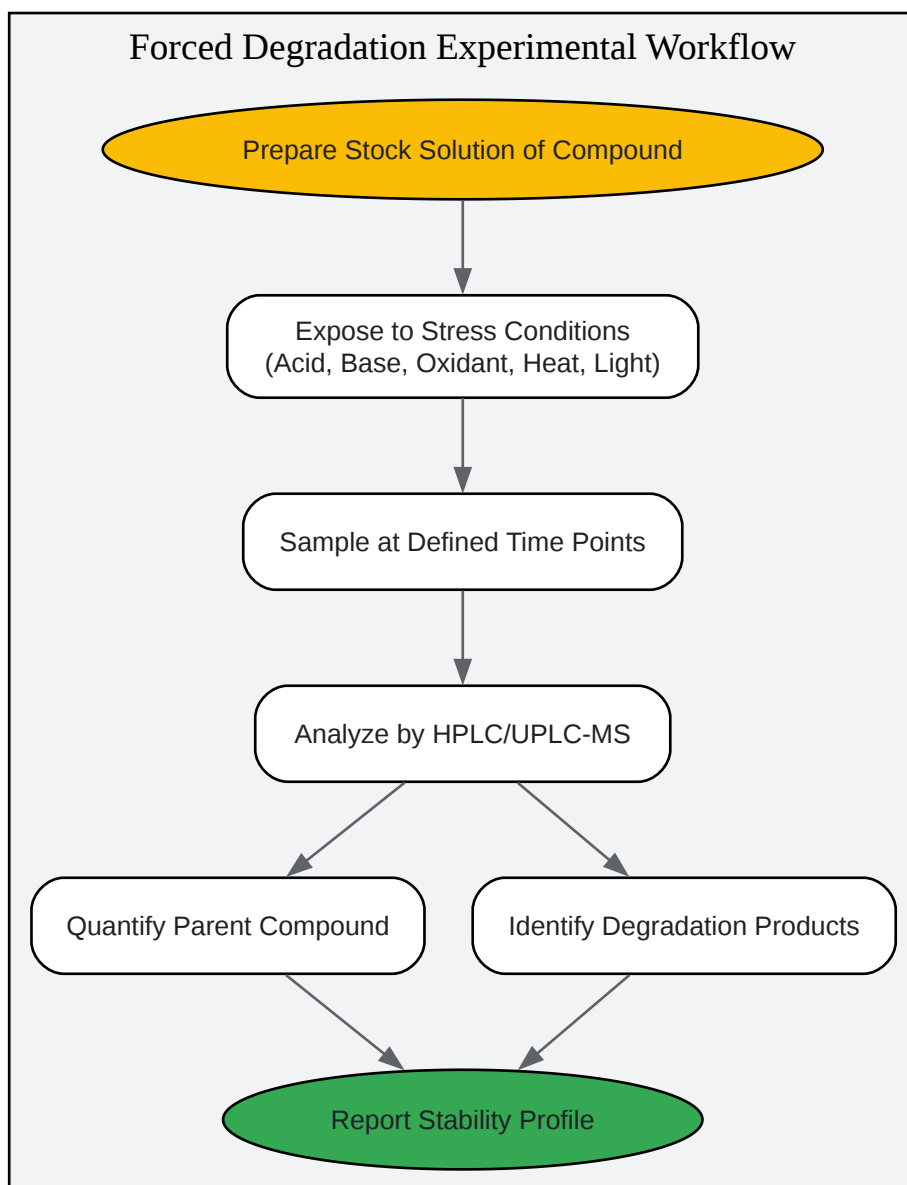 Forced Degradation Experimental Workflow
Prepare Stock Solution of Compound
Expose to Stress Conditions
(Acid, Base, Oxidant, Heat, Light)
Sample at Defined Time Points
Analyze by HPLC/UPLC-MS
Quantify Parent Compound
Identify Degradation Products
Report Stability Profile